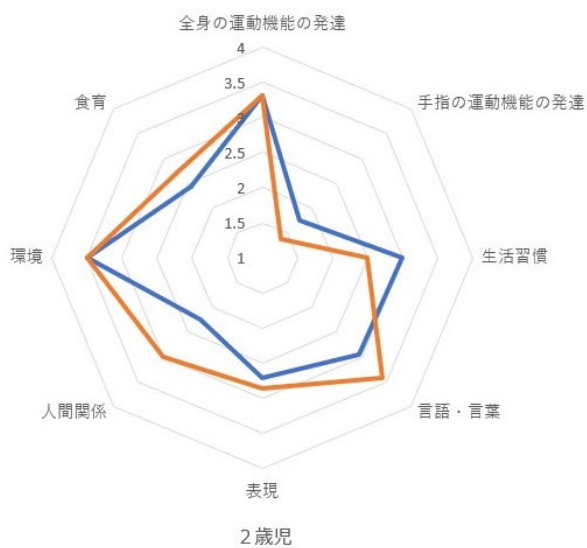 全身の運動機能の発達
4
3.5
3
2.5
2
1.5
1
手指の運動機能の発達
生活習慣
言語・言葉
表現
人間関係
環境
食育
2歳児